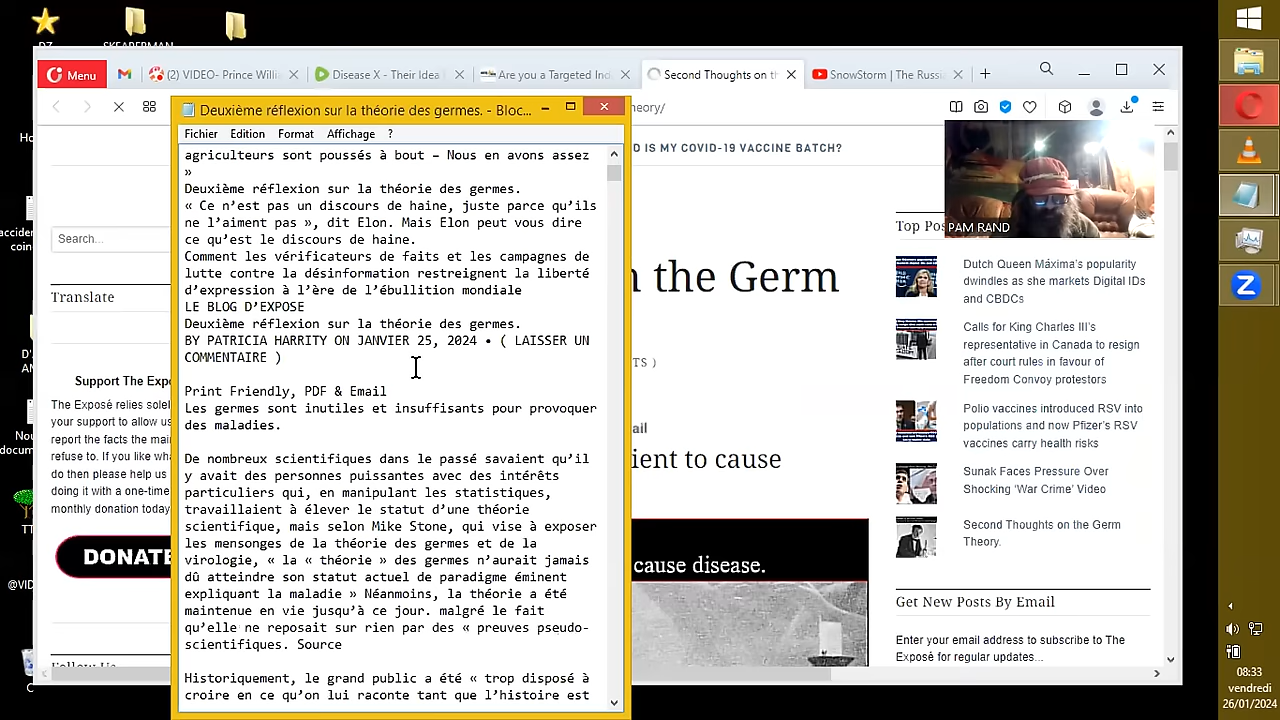 DZ
SKEABERMAN
Menu
(2) VIDEO- Prince Willi
Disease X - Their Idea
Are you a Targeted Ind
Second Thoughts on th
SnowStorm | The Russi
heory/
Deuxième réflexion sur la théorie des germes. - Bloc...
Fichier Edition Format Affichage ?
agriculteurs sont poussés à bout – Nous en avons assez
»
Deuxième réflexion sur la théorie des germes.
« Ce n’est pas un discours de haine, juste parce qu’ils
ne l’aiment pas », dit Elon. Mais Elon peut vous dire
ce qu’est le discours de haine.
Comment les vérificateurs de faits et les campagnes de
lutte contre la désinformation restreignent la liberté
d’expression à l’ère de l’ébullition mondiale
LE BLOG D’EXPOSE
Deuxième réflexion sur la théorie des germes.
BY PATRICIA HARRITY ON JANVIER 25, 2024 • ( LAISSER UN
COMMENTAIRE )
Print Friendly, PDF & Email
Les germes sont inutiles et insuffisants pour provoquer
des maladies.
De nombreux scientifiques dans le passé savaient qu’il
y avait des personnes puissantes avec des intérêts
particuliers qui, en manipulant les statistiques,
travaillaient à élever le statut d’une théorie
scientifique, mais selon Mike Stone, qui vise à exposer
les mensonges de la théorie des germes et de la
virologie, « la « théorie » des germes n’aurait jamais
dû atteindre son statut actuel de paradigme éminent
expliquant la maladie » Néanmoins, la théorie a été
maintenue en vie jusqu’à ce jour. malgré le fait
qu’elle ne reposait sur rien par des « preuves pseudo-
scientifiques. Source
Historiquement, le grand public a été « trop disposé à
croire en ce qu’on lui raconte tant que l’histoire est
Search...
Translate
Support The Expo
The Exposé relies solel
your support to allow us
report the facts the mai
refuse to. If you like wha
do then please help us
doing it with a one-time
monthly donation today
DONATE
Follow Us
D IS MY COVID-19 VACCINE BATCH?
n the Germ
TS )
ail
ient to cause
cause disease.
PAM RAND
Top Pos
Dutch Queen Máxima’s popularity
dwindles as she markets Digital IDs
and CBDCs
Calls for King Charles III’s
representative in Canada to resign
after court rules in favour of
Freedom Convoy protestors
Polio vaccines introduced RSV into
populations and now Pfizer’s RSV
vaccines carry health risks
Sunak Faces Pressure Over
Shocking ‘War Crime’ Video
Second Thoughts on the Germ
Theory.
Get New Posts By Email
Enter your email address to subscribe to The
Exposé for regular updates...
Ho
accider
coin
D'A
Nou
docum
TT
@VID
08:33
vendredi
26/01/2024